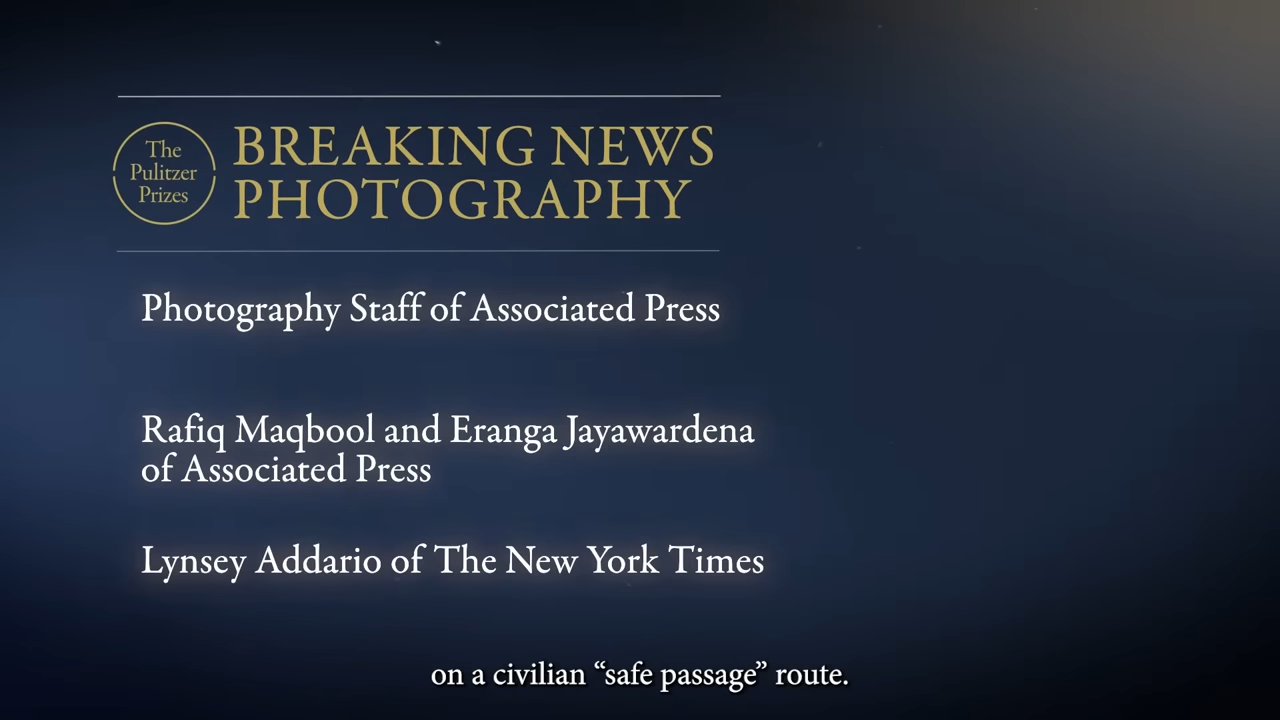 The
Pulitzer
Prizes
BREAKING NEWS
PHOTOGRAPHY
Photography Staff of Associated Press
Rafiq Maqbool and Eranga Jayawardena
of Associated Press
Lynsey Addario of The New York Times
on a civilian “safe passage” route.